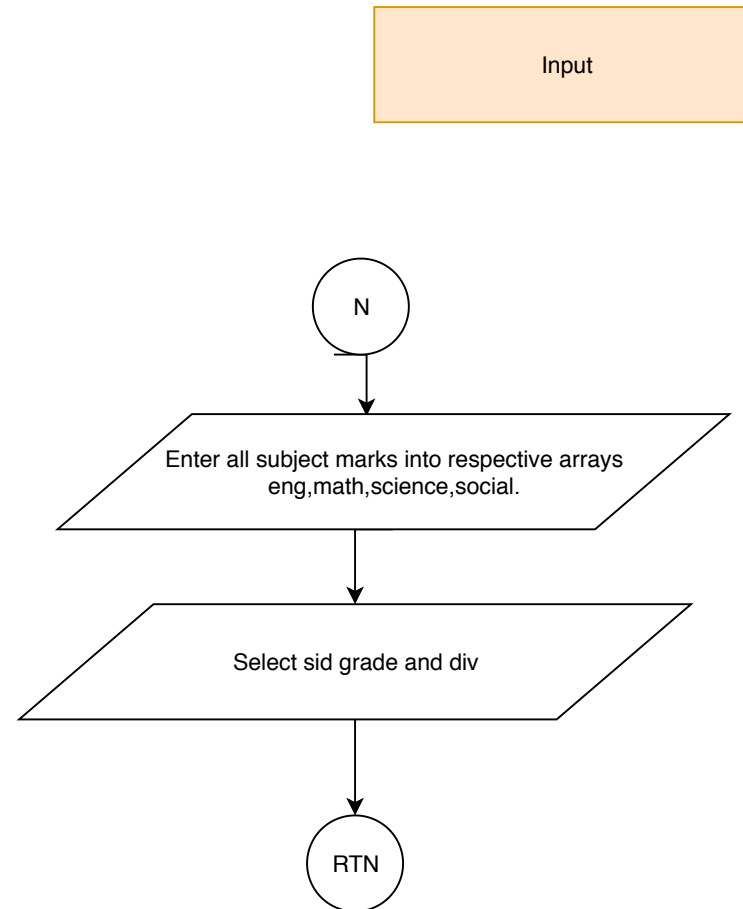 Input
N
Enter all subject marks into respective arrays
eng,math,science,social.
Select sid grade and div
RTN